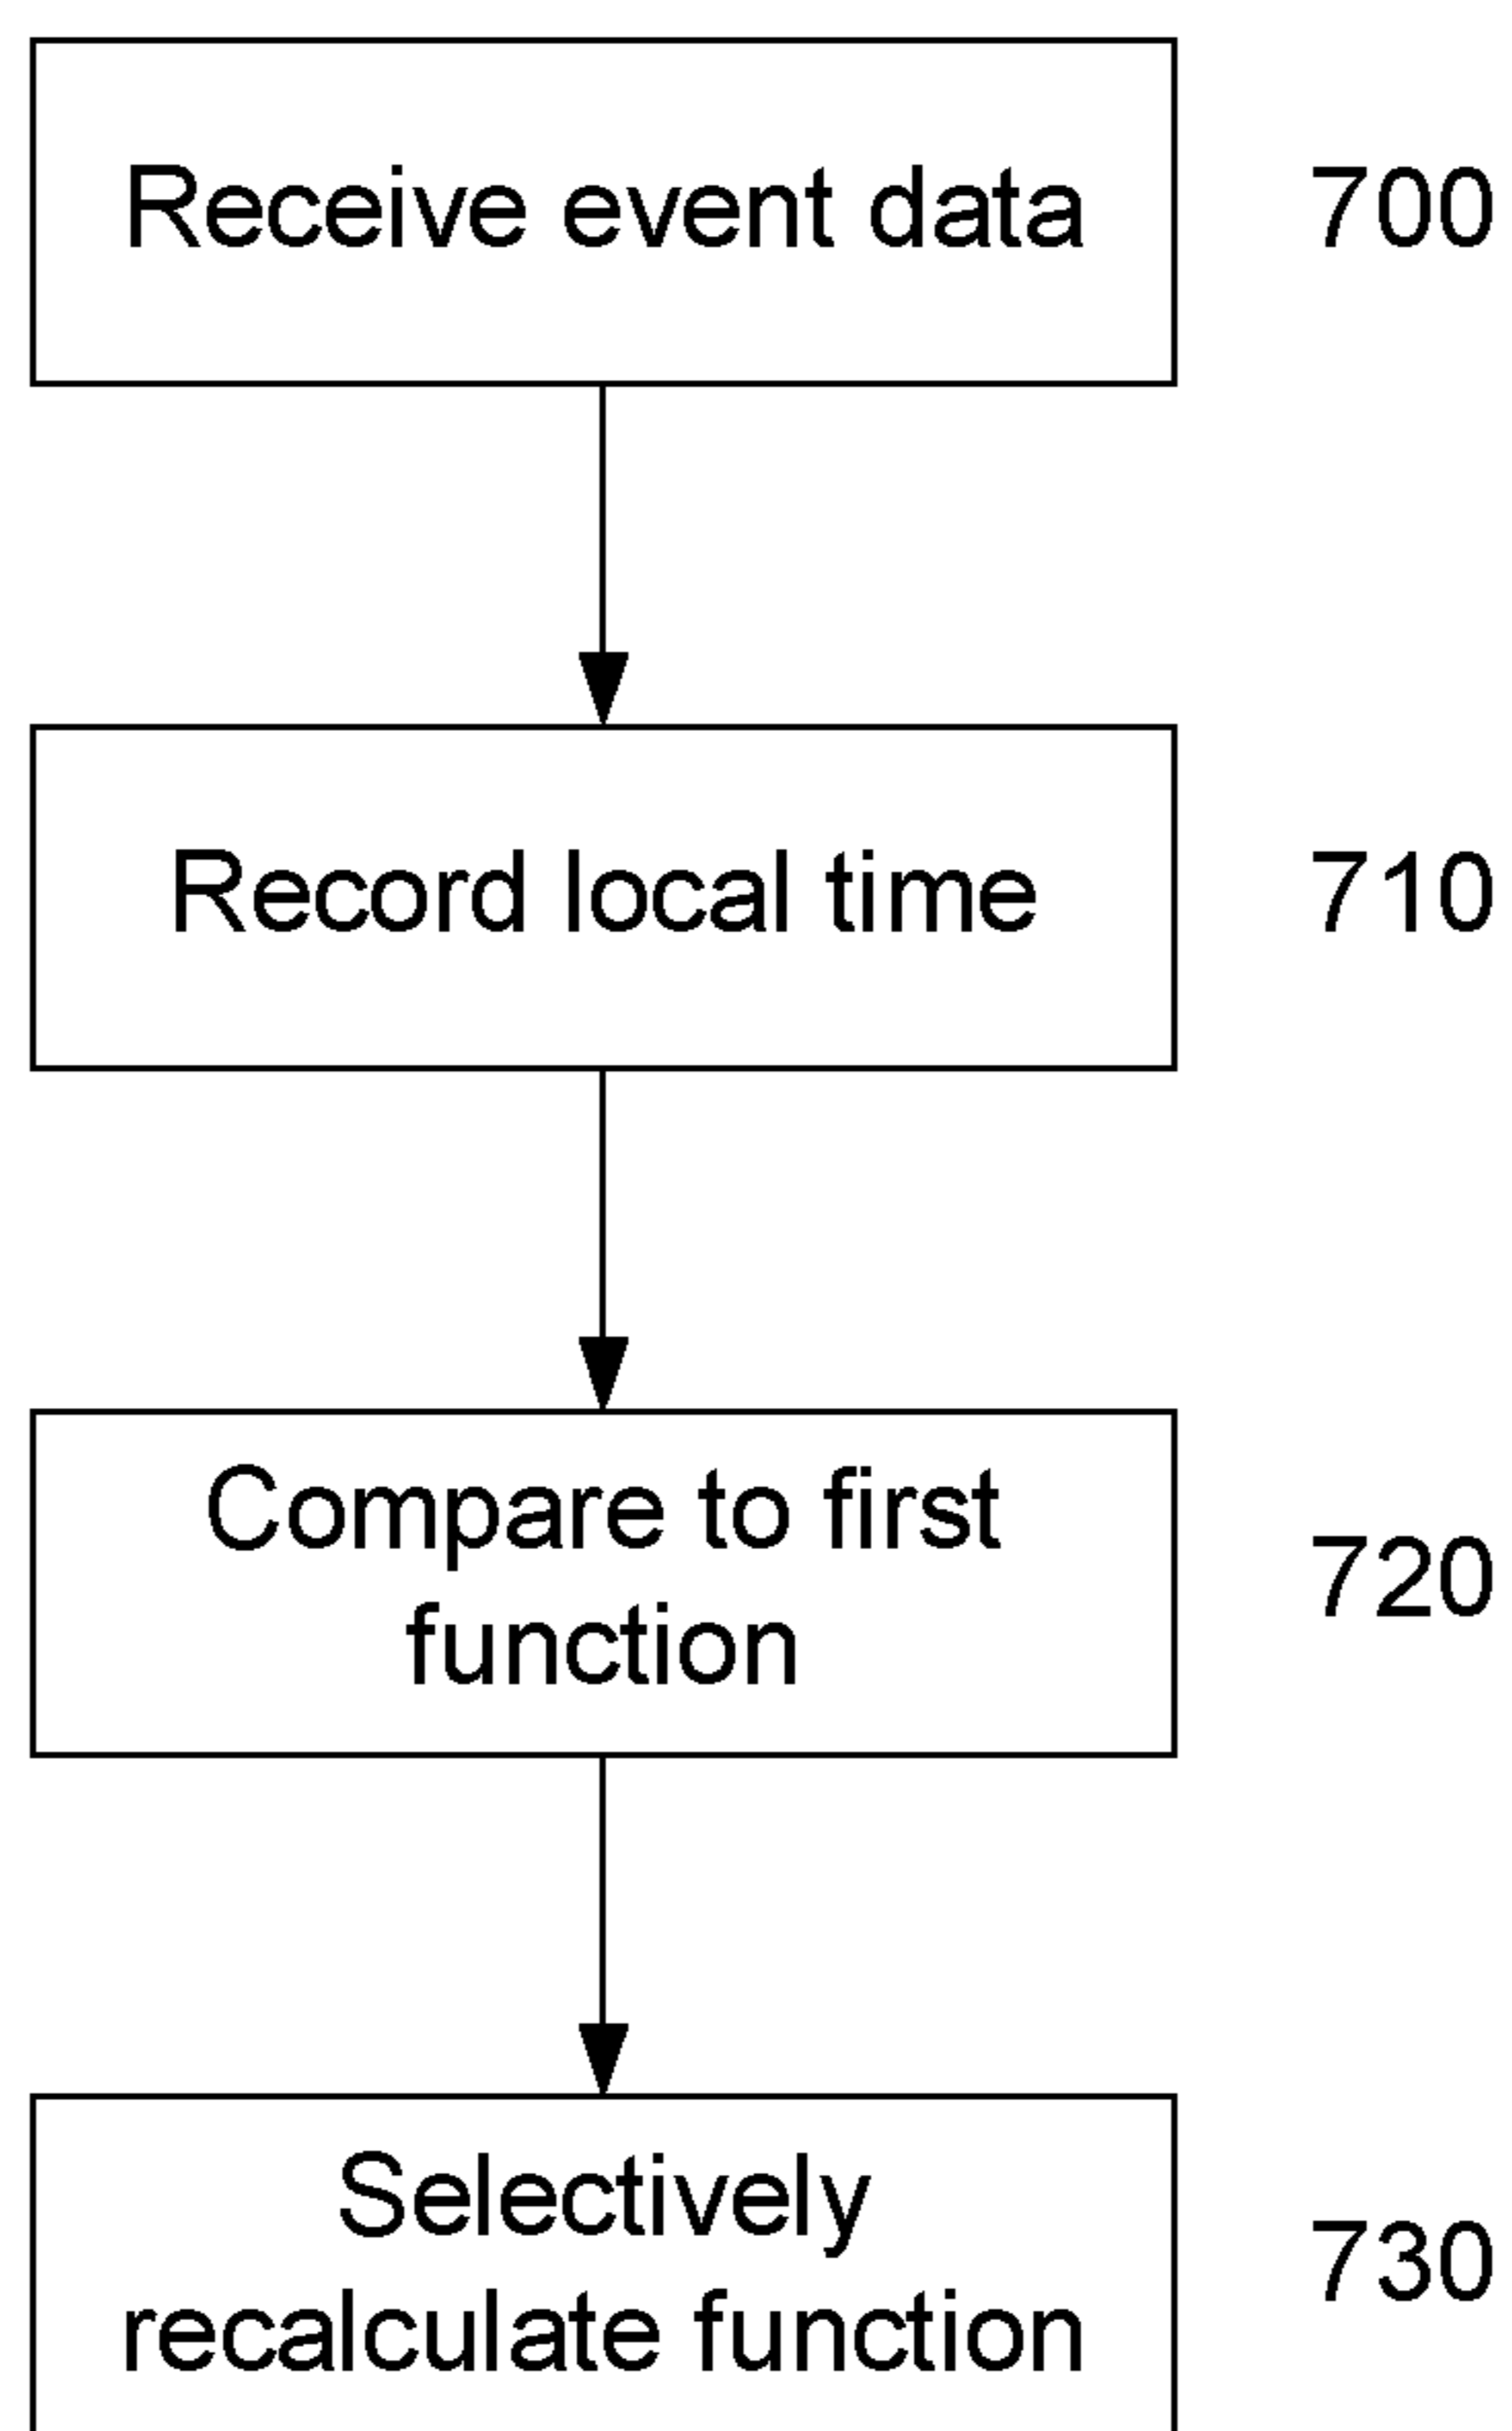 Receive event data 700
Record local time 710
Compare to first
function
720
Selectively
recalculate function
730